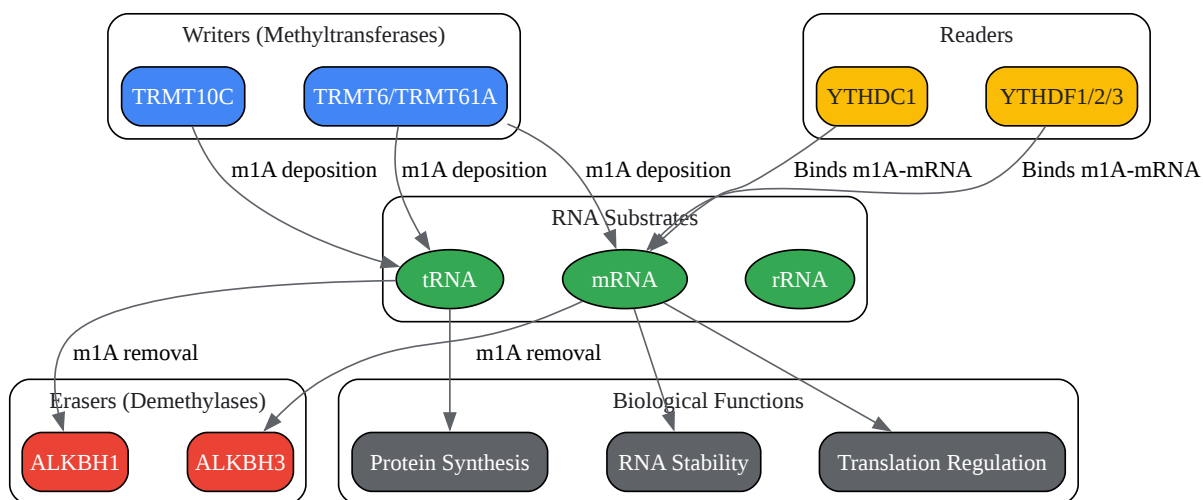 Writers (Methyltransferases)
Readers
TRMT10C
TRMT6/TRMT61A
YTHDC1
YTHDF1/2/3
m1A deposition
m1A deposition
m1A deposition
Binds m1A-mRNA
Binds m1A-mRNA
RNA Substrates
tRNA
mRNA
rRNA
m1A removal
m1A removal
Erasers (Demethylases)
Biological Functions
ALKBH1
ALKBH3
Protein Synthesis
RNA Stability
Translation Regulation